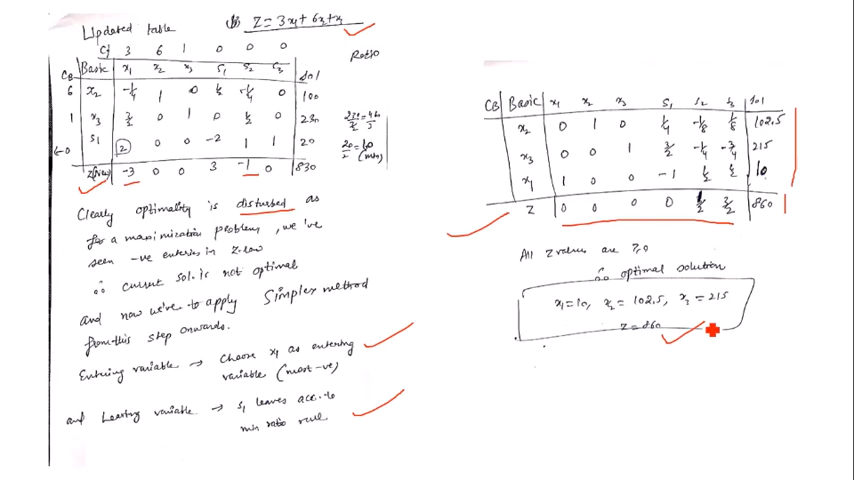 Updated table
Z = 3x₁ + 6x₂ + x₃
Cj 3 6 1 0 0 0
CB Basic x₁ x₂ x₃ s₁ s₂ s₃ sol Ratio
6 x₂ -1/4 1 0 1/2 -1/4 0 100
1 x₃ 3/2 0 1 0 1/2 0 230
←0 s₁ 2 0 0 -2 1 1 20 20/2 = 10 (min)
Z(New) -3 0 0 3 -1 0 830
Clearly optimality is disturbed as
for a maximization problem, we've
seen -ve enteries in Z-row
∴ current sol. is not optimal
and now we've to apply Simplex method
from this step onwards.
Entering variable → Choose x₁ as entering
variable (most -ve)
and Leaving variable → s₁ leaves acc. to
min ratio rule
CB Basic x₁ x₂ x₃ s₁ s₂ s₃ sol
x₂ 0 1 0 1/4 -1/8 1/8 102.5
x₃ 0 0 1 3/2 -1/4 -3/4 215
x₁ 1 0 0 -1 1/2 1/2 10
Z 0 0 0 0 1/2 3/2 860
All Z values are ≥ 0
∴ optimal solution
x₁ = 10, x₂ = 102.5, x₃ = 215
Z = 860